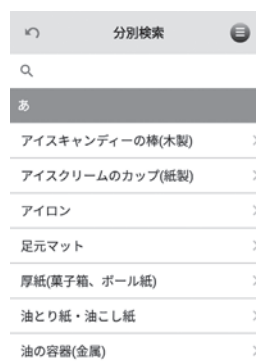 分別検索
あ
アイスキャンディーの棒(木製)
アイスクリームのカップ(紙製)
アイロン
足元マット
厚紙(菓子箱、ボール紙)
油とり紙・油こし紙
油の容器(金属)